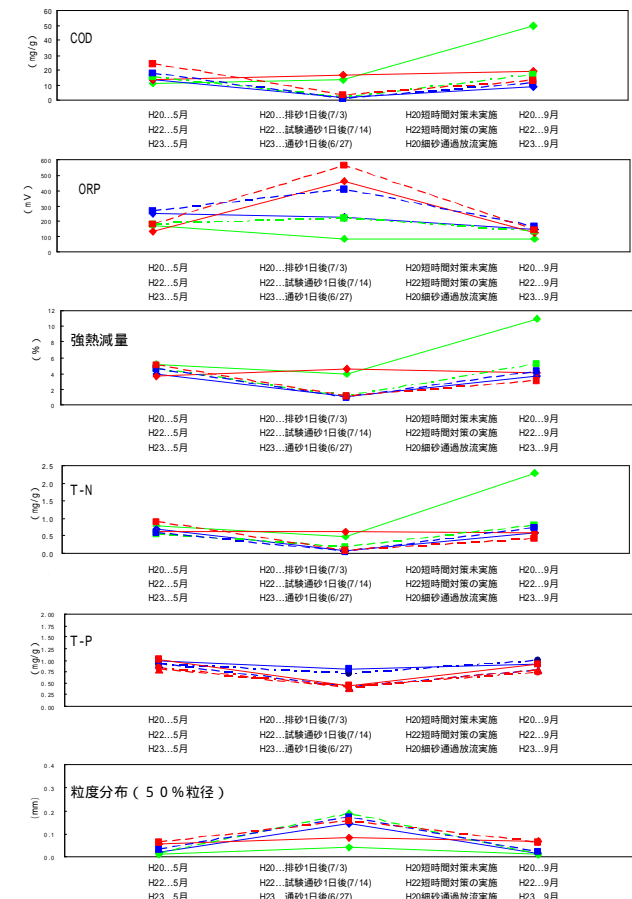 60
50
40
30
20
10
0
(mg/g)
COD
H20…5月 H20…排砂1日後(7/3) H20短時間対策未実施 H20…9月
H22…5月 H22…試験通砂1日後(7/14) H22短時間対策の実施 H22…9月
H23…5月 H23…通砂1日後(6/27) H20細砂通過放流実施 H23…9月
600
500
400
300
200
100
0
(mV)
ORP
H20…5月 H20…排砂1日後(7/3) H20短時間対策未実施 H20…9月
H22…5月 H22…試験通砂1日後(7/14) H22短時間対策の実施 H22…9月
H23…5月 H23…通砂1日後(6/27) H20細砂通過放流実施 H23…9月
12
10
8
6
4
2
0
(%)
強熱減量
H20…5月 H20…排砂1日後(7/3) H20短時間対策未実施 H20…9月
H22…5月 H22…試験通砂1日後(7/14) H22短時間対策の実施 H22…9月
H23…5月 H23…通砂1日後(6/27) H20細砂通過放流実施 H23…9月
2.5
2.0
1.5
1.0
0.5
0.0
(mg/g)
T-N
H20…5月 H20…排砂1日後(7/3) H20短時間対策未実施 H20…9月
H22…5月 H22…試験通砂1日後(7/14) H22短時間対策の実施 H22…9月
H23…5月 H23…通砂1日後(6/27) H20細砂通過放流実施 H23…9月
2.00
1.75
1.50
1.25
1.00
0.75
0.50
0.25
0.00
(mg/g)
T-P
H20…5月 H20…排砂1日後(7/3) H20短時間対策未実施 H20…9月
H22…5月 H22…試験通砂1日後(7/14) H22短時間対策の実施 H22…9月
H23…5月 H23…通砂1日後(6/27) H20細砂通過放流実施 H23…9月
0.4
0.3
0.2
0.1
0.0
(mm)
粒度分布(50%粒径)
H20…5月 H20…排砂1日後(7/3) H20短時間対策未実施 H20…9月
H22…5月 H22…試験通砂1日後(7/14) H22短時間対策の実施 H22…9月
H23…5月 H23…通砂1日後(6/27) H20細砂通過放流実施 H23…9月